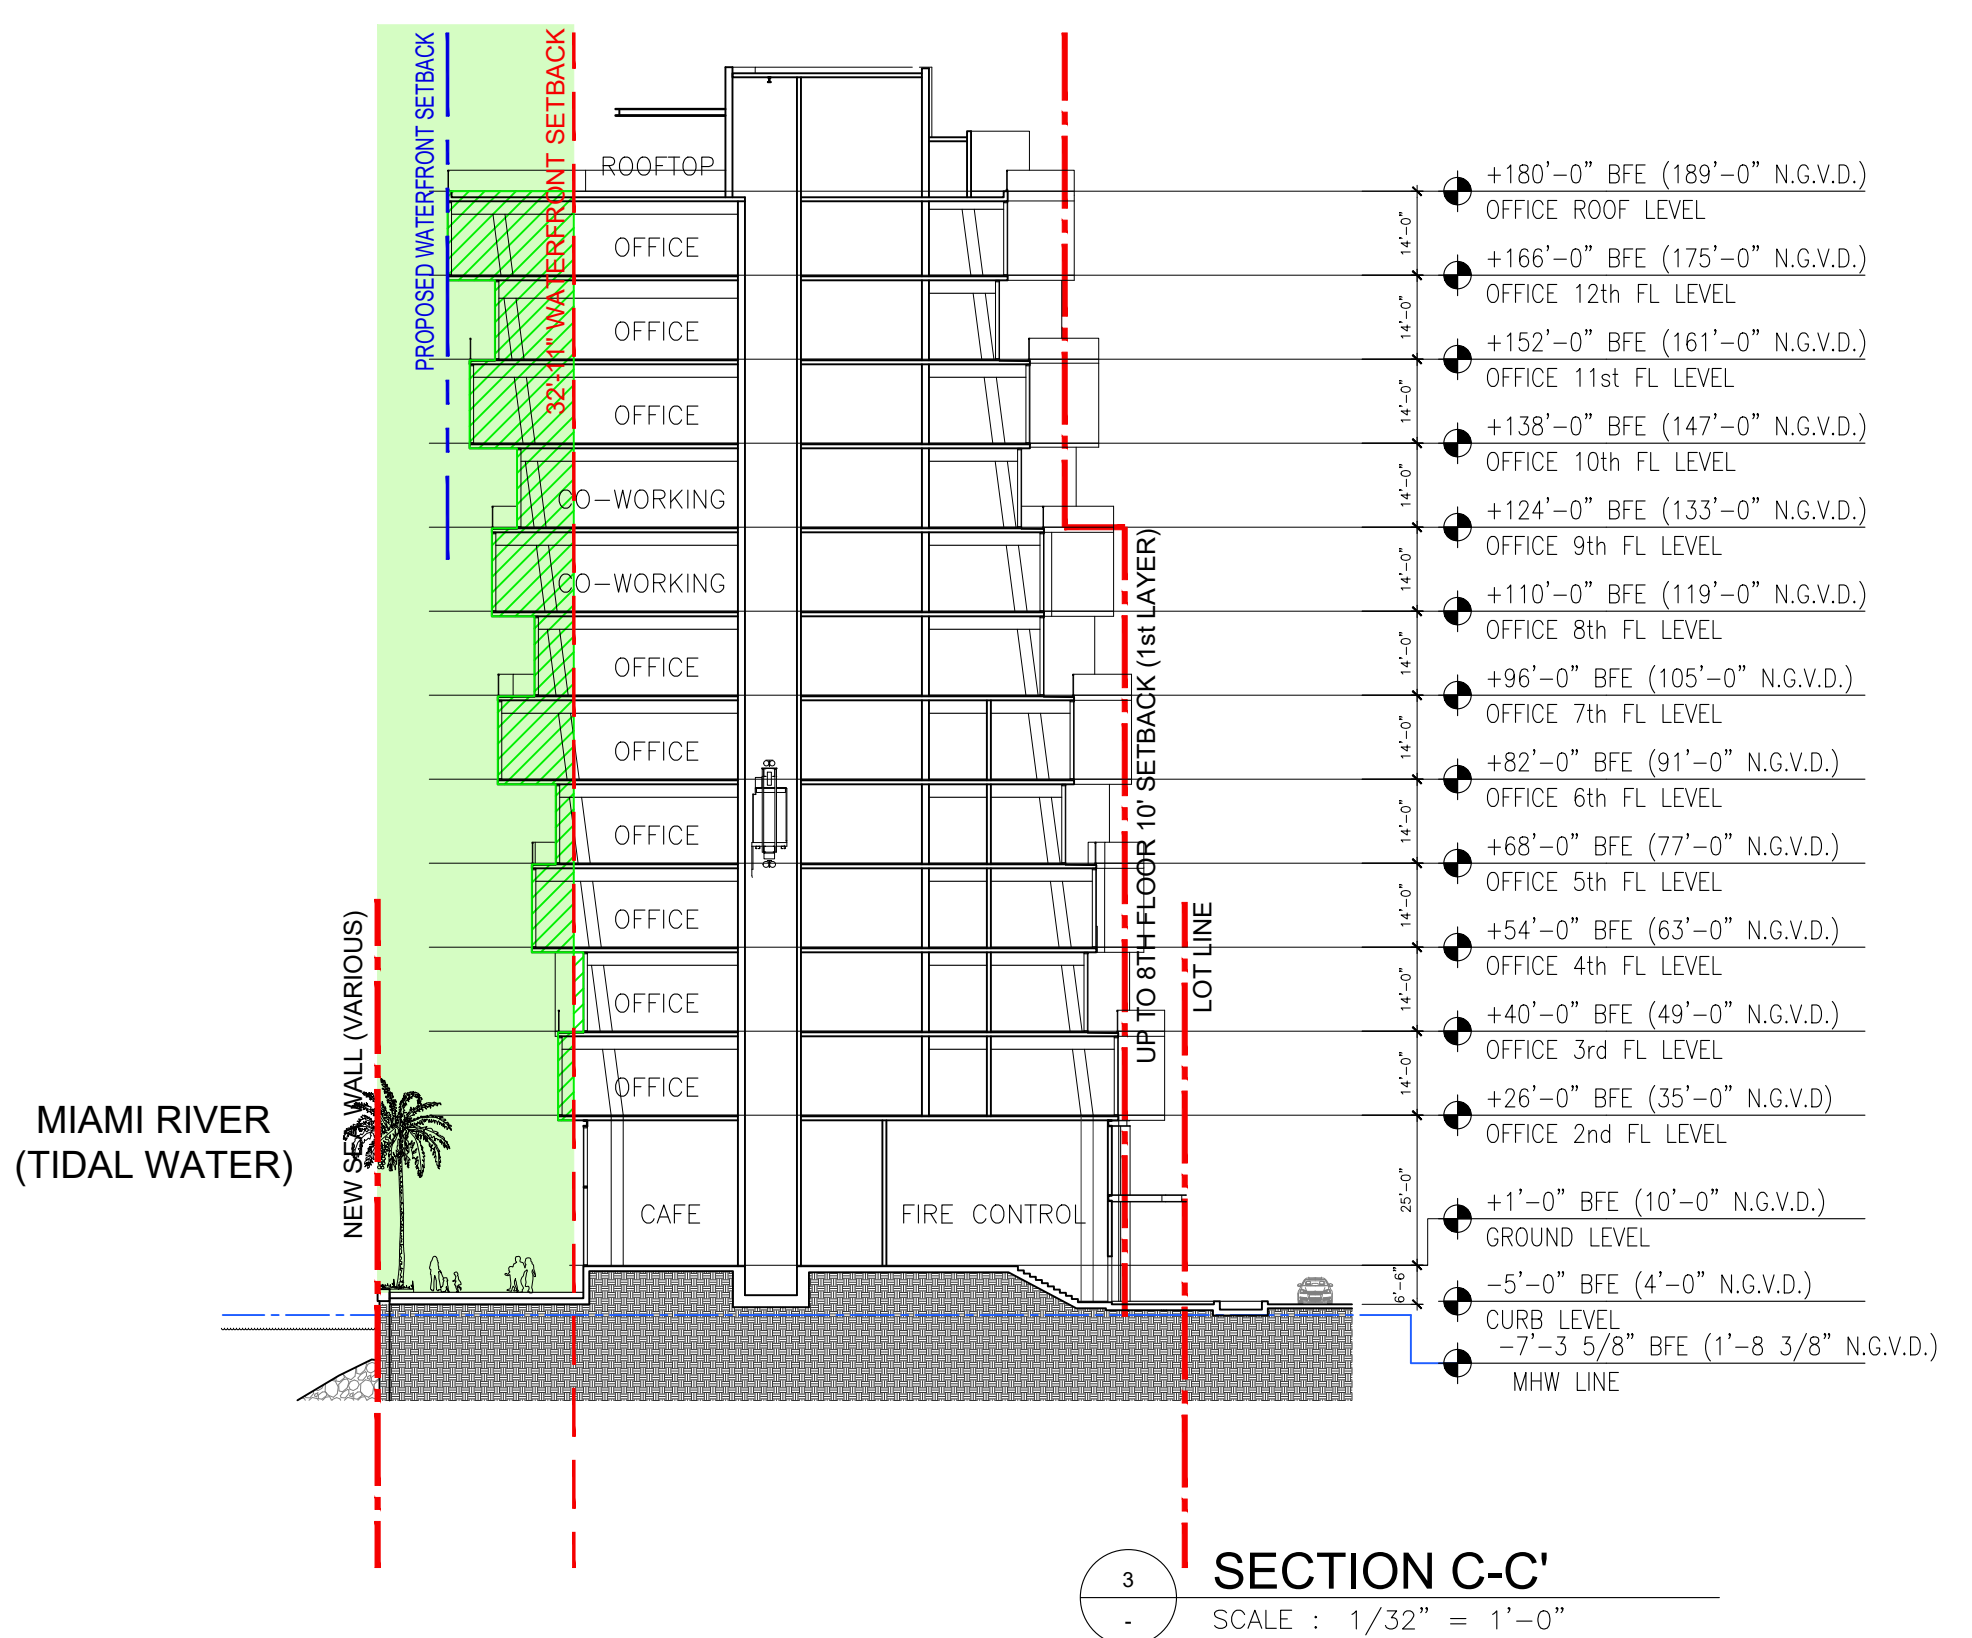 PROPOSED WATERFRONT SETBACK
32'-11" WATERFRONT SETBACK
ROOFTOP
OFFICE
OFFICE
OFFICE
CO-WORKING
CO-WORKING
OFFICE
OFFICE
OFFICE
OFFICE
OFFICE
OFFICE
CAFE
FIRE CONTROL
NEW SEA WALL (VARIOUS)
MIAMI RIVER
(TIDAL WATER)
UP TO 8TH FLOOR 10' SETBACK (1st LAYER)
LOT LINE
14'-0"
14'-0"
14'-0"
14'-0"
14'-0"
14'-0"
14'-0"
14'-0"
14'-0"
14'-0"
14'-0"
25'-0"
6'-6"
+180'-0" BFE (189'-0" N.G.V.D.)
OFFICE ROOF LEVEL
+166'-0" BFE (175'-0" N.G.V.D.)
OFFICE 12th FL LEVEL
+152'-0" BFE (161'-0" N.G.V.D.)
OFFICE 11st FL LEVEL
+138'-0" BFE (147'-0" N.G.V.D.)
OFFICE 10th FL LEVEL
+124'-0" BFE (133'-0" N.G.V.D.)
OFFICE 9th FL LEVEL
+110'-0" BFE (119'-0" N.G.V.D.)
OFFICE 8th FL LEVEL
+96'-0" BFE (105'-0" N.G.V.D.)
OFFICE 7th FL LEVEL
+82'-0" BFE (91'-0" N.G.V.D.)
OFFICE 6th FL LEVEL
+68'-0" BFE (77'-0" N.G.V.D.)
OFFICE 5th FL LEVEL
+54'-0" BFE (63'-0" N.G.V.D.)
OFFICE 4th FL LEVEL
+40'-0" BFE (49'-0" N.G.V.D.)
OFFICE 3rd FL LEVEL
+26'-0" BFE (35'-0" N.G.V.D)
OFFICE 2nd FL LEVEL
+1'-0" BFE (10'-0" N.G.V.D.)
GROUND LEVEL
-5'-0" BFE (4'-0" N.G.V.D.)
CURB LEVEL
-7'-3 5/8" BFE (1'-8 3/8" N.G.V.D.)
MHW LINE
3
-
SECTION C-C'
SCALE : 1/32" = 1'-0"